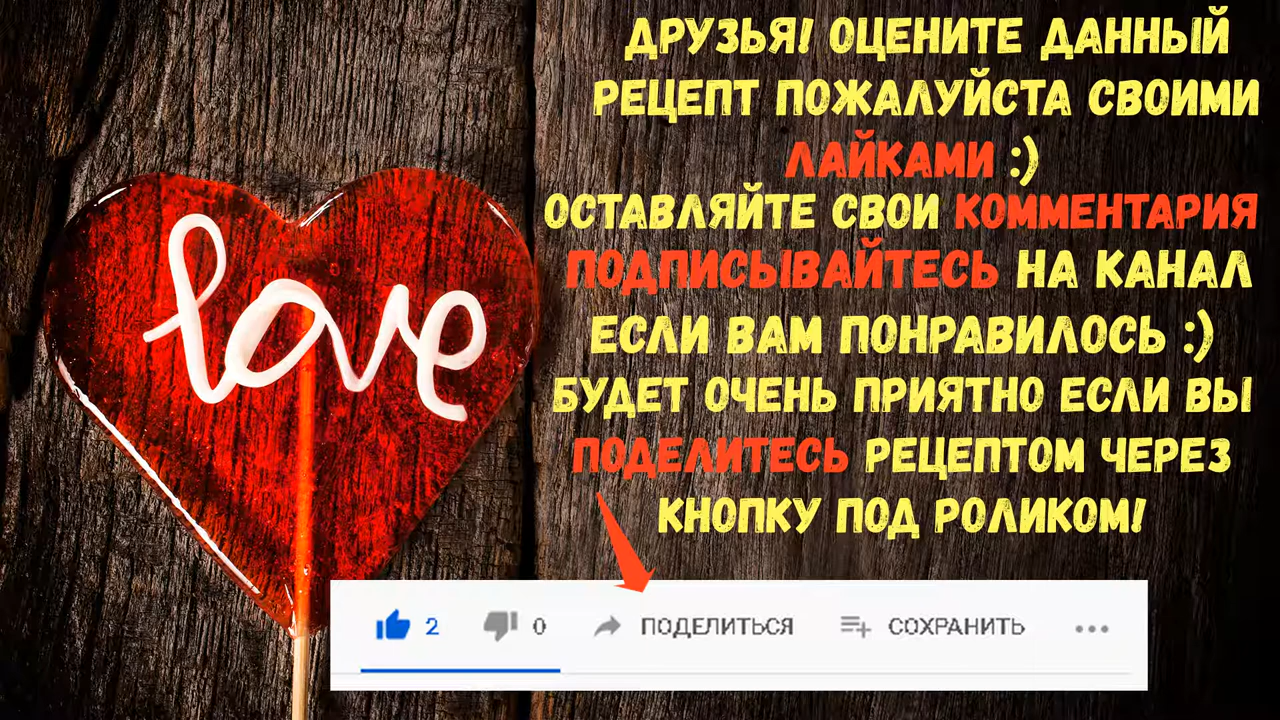 ДРУЗЬЯ! ОЦЕНИТЕ ДАННЫЙ
РЕЦЕПТ ПОЖАЛУЙСТА СВОИМИ
ЛАЙКАМИ :)
ОСТАВЛЯЙТЕ СВОИ КОММЕНТАРИЯ
ПОДПИСЫВАЙТЕСЬ НА КАНАЛ
ЕСЛИ ВАМ ПОНРАВИЛОСЬ :)
БУДЕТ ОЧЕНЬ ПРИЯТНО ЕСЛИ ВЫ
ПОДЕЛИТЕСЬ РЕЦЕПТОМ ЧЕРЕЗ
КНОПКУ ПОД РОЛИКОМ!
love
2 0 ПОДЕЛИТЬСЯ СОХРАНИТЬ ...